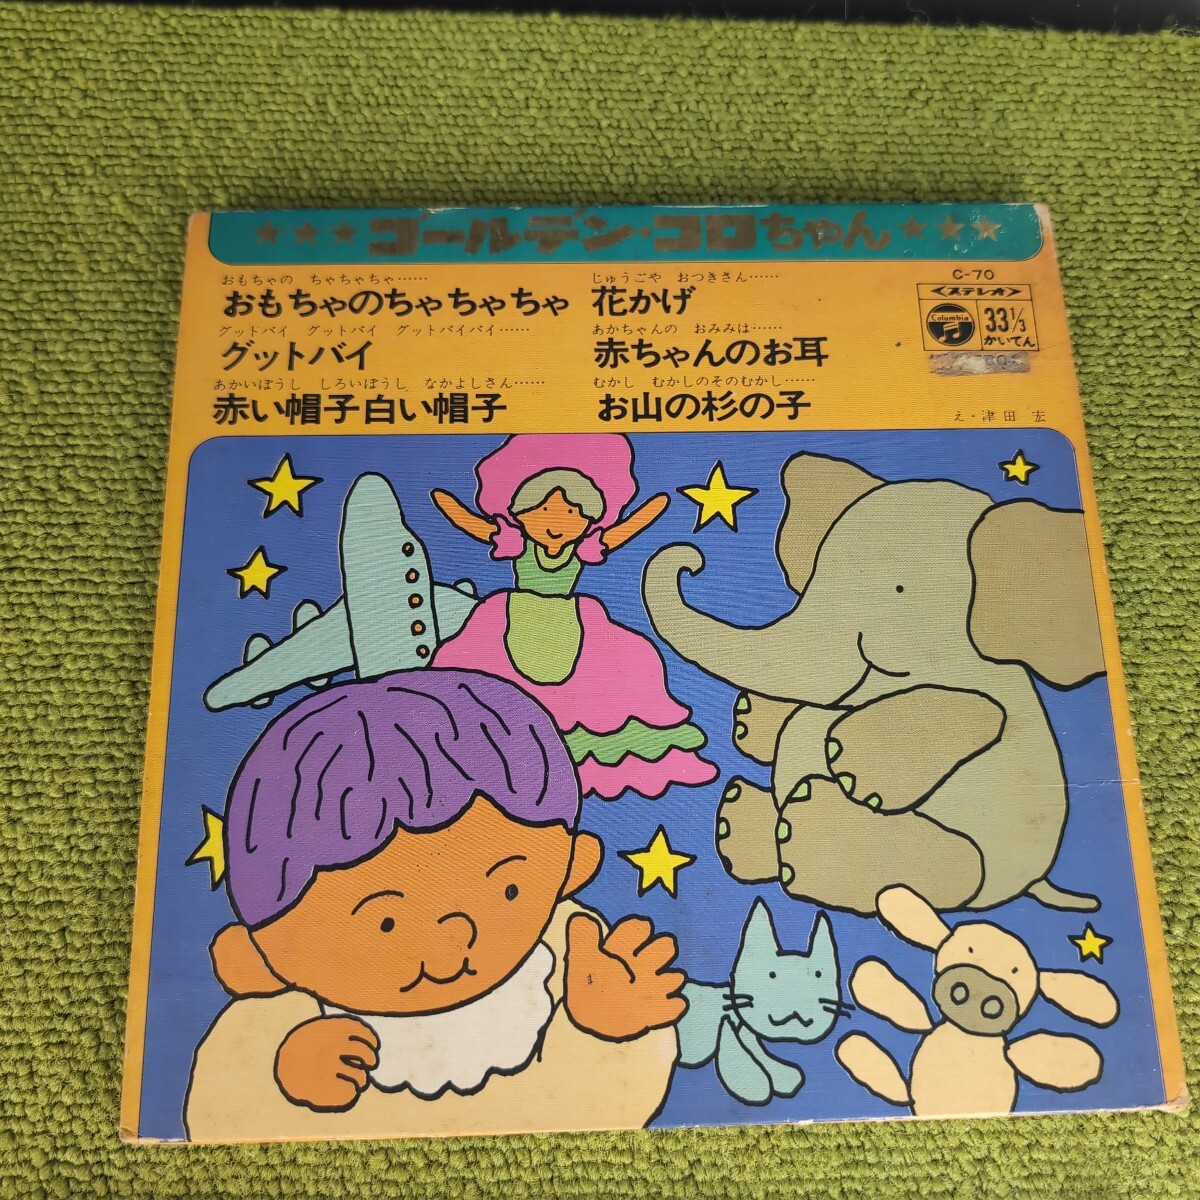 ★★★ゴールデン・コロちゃん★★★
おもちゃの ちゃちゃちゃ……
おもちゃのちゃちゃちゃ
グットバイ グットバイ グットバイバイ……
グットバイ
あかいぼうし しろいぼうし なかよしさん……
赤い帽子白い帽子
じゅうごや おつきさん……
花かげ
あかちゃんの おみみは……
赤ちゃんのお耳
むかし むかしのそのむかし……
お山の杉の子
C-70
ステレオ
Columbia
33 1/3
かいてん
え・津田 宏